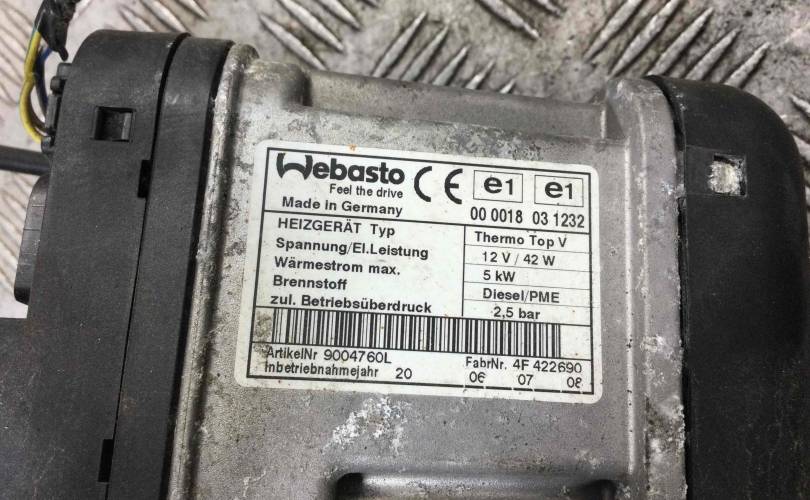 Webasto
Feel the drive
Made in Germany
CE e1 e1
00 0018 03 1232
HEIZGERÄT Typ Thermo Top V
Spannung/El.Leistung 12 V / 42 W
Wärmestrom max. 5 kW
Brennstoff Diesel/PME
zul. Betriebsüberdruck 2,5 bar
ArtikelNr 9004760L FabrNr. 4F 422690
Inbetriebnahmejahr 20 06 07 08